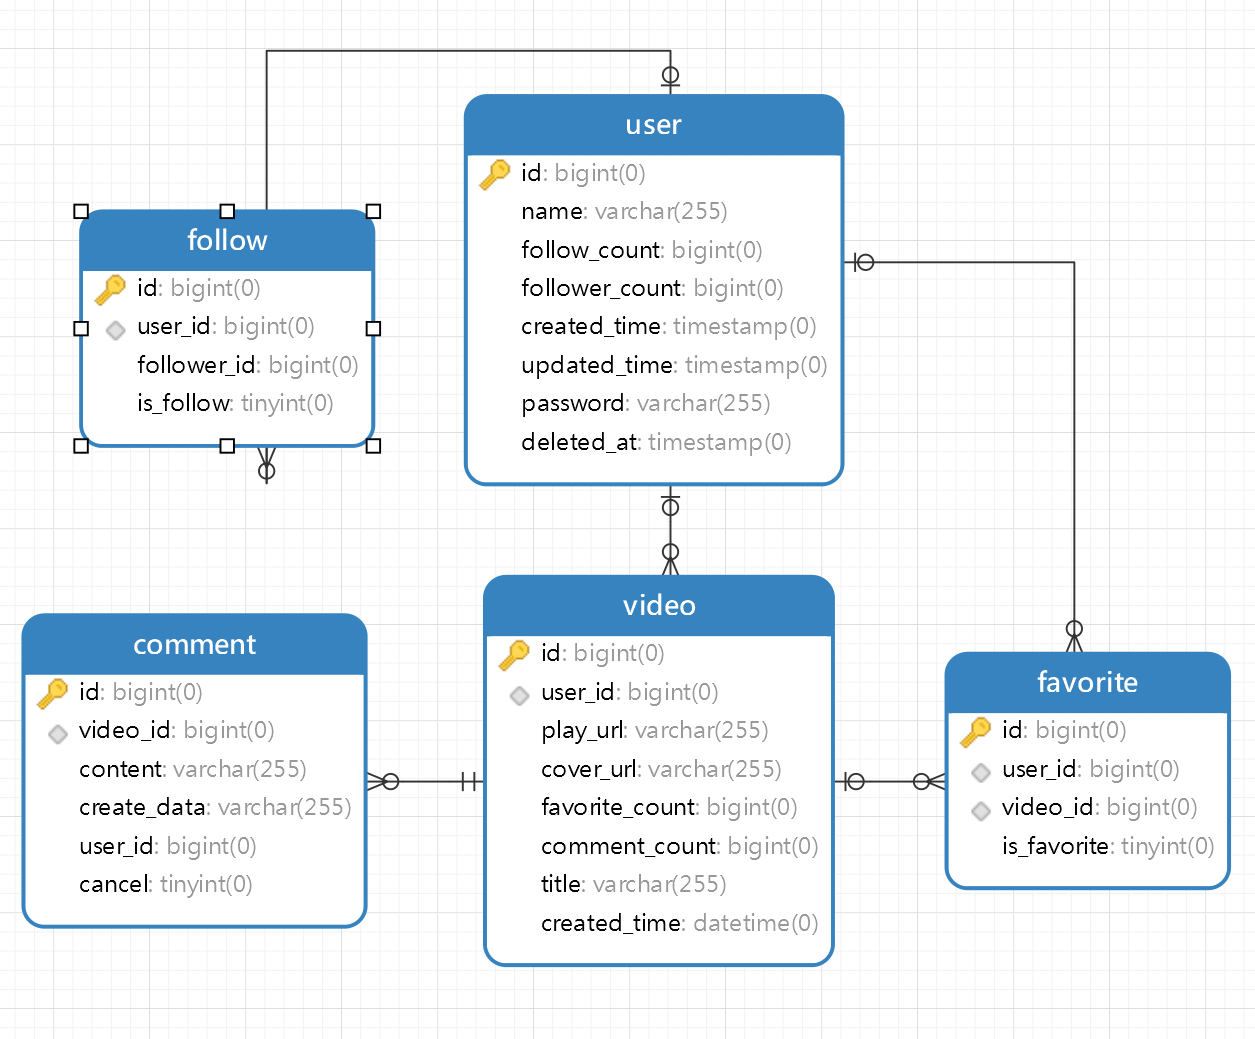 user
id: bigint(0)
name: varchar(255)
follow_count: bigint(0)
follower_count: bigint(0)
created_time: timestamp(0)
updated_time: timestamp(0)
password: varchar(255)
deleted_at: timestamp(0)
follow
id: bigint(0)
user_id: bigint(0)
follower_id: bigint(0)
is_follow: tinyint(0)
comment
id: bigint(0)
video_id: bigint(0)
content: varchar(255)
create_data: varchar(255)
user_id: bigint(0)
cancel: tinyint(0)
video
id: bigint(0)
user_id: bigint(0)
play_url: varchar(255)
cover_url: varchar(255)
favorite_count: bigint(0)
comment_count: bigint(0)
title: varchar(255)
created_time: datetime(0)
favorite
id: bigint(0)
user_id: bigint(0)
video_id: bigint(0)
is_favorite: tinyint(0)